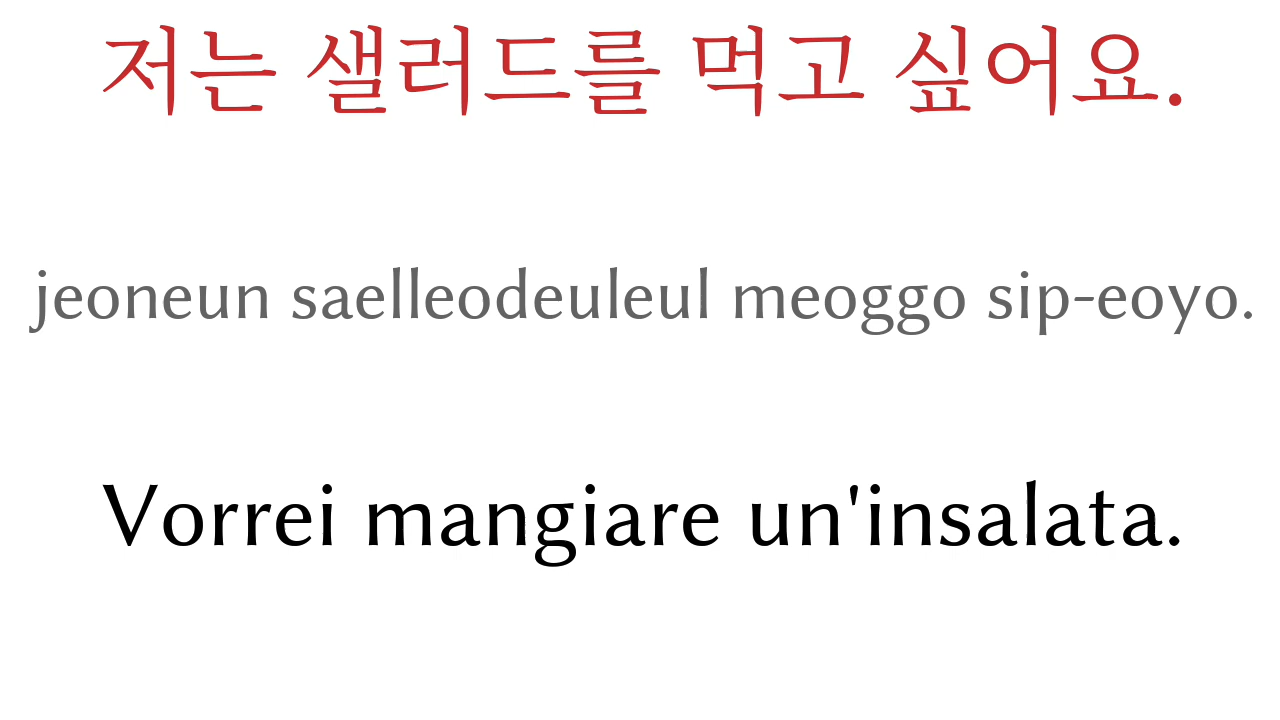 저는 샐러드를 먹고 싶어요.
jeoneun saelleodeuleul meoggo sip-eoyo.
Vorrei mangiare un'insalata.